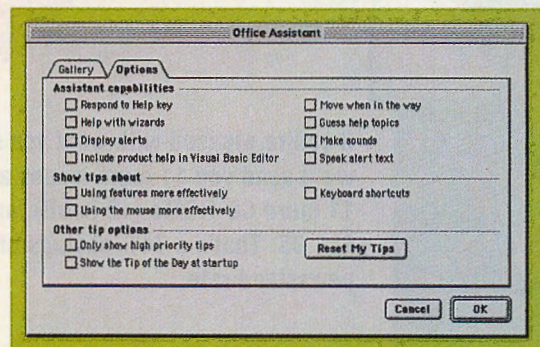 Office Assistant
Gallery Options
Assistant capabilities
Respond to Help key
Move when in the way
Help with wizards
Guess help topics
Display alerts
Make sounds
Include product help in Visual Basic Editor
Speak alert text
Show tips about
Using features more effectively
Keyboard shortcuts
Using the mouse more effectively
Other tip options
Only show high priority tips
Reset My Tips
Show the Tip of the Day at startup
Cancel OK